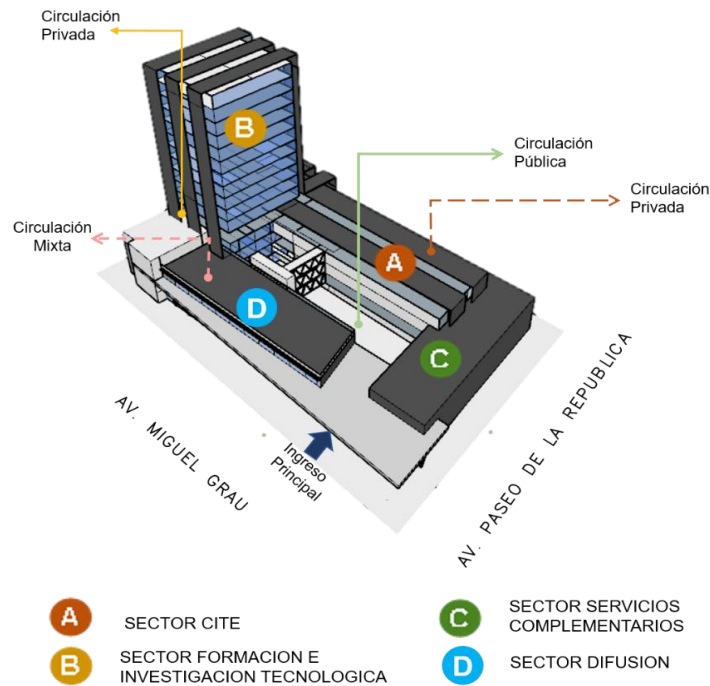 Circulación
Privada
B
Circulación
Pública
Circulación
Privada
Circulación
Mixta
A
D
C
AV. MIGUEL GRAU
Ingreso
Principal
AV. PASEO DE LA REPUBLICA
A SECTOR CITE
B SECTOR FORMACION E
INVESTIGACION TECNOLOGICA
C SECTOR SERVICIOS
COMPLEMENTARIOS
D SECTOR DIFUSION